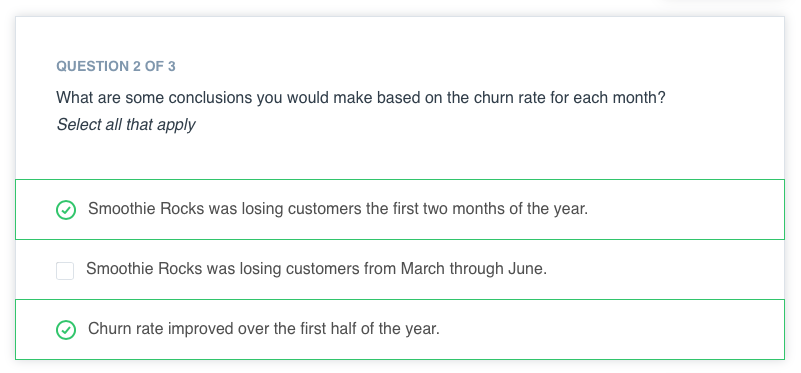 QUESTION 2 OF 3
What are some conclusions you would make based on the churn rate for each month?
Select all that apply
Smoothie Rocks was losing customers the first two months of the year.
Smoothie Rocks was losing customers from March through June.
Churn rate improved over the first half of the year.